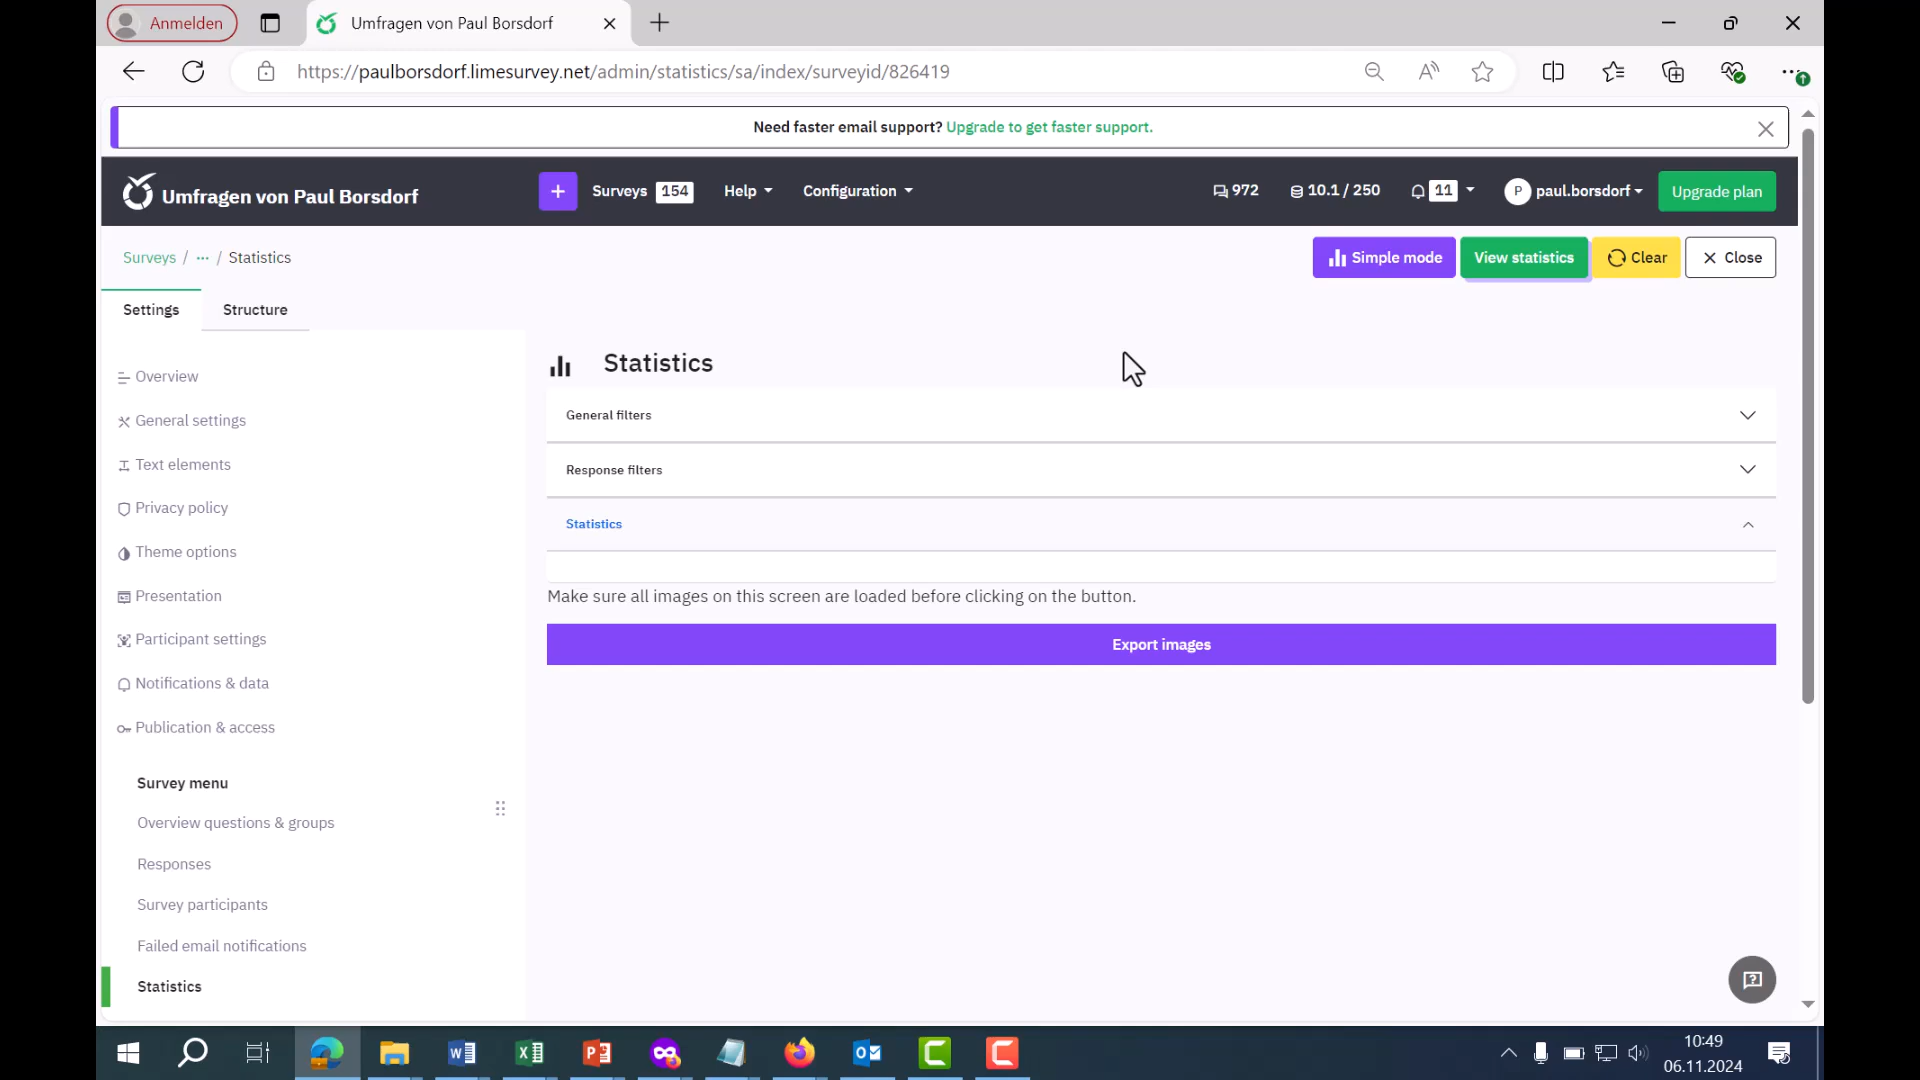 Anmelden
Umfragen von Paul Borsdorf
https://paulborsdorf.limesurvey.net/admin/statistics/sa/index/surveyid/826419
Need faster email support? Upgrade to get faster support.
Umfragen von Paul Borsdorf
+ Surveys 154 Help Configuration 972 10.1 / 250 11 P paul.borsdorf Upgrade plan
Surveys / ... / Statistics
Simple mode View statistics Clear Close
Settings Structure
Statistics
Overview
General filters
General settings
Response filters
Text elements
Privacy policy
Statistics
Theme options
Presentation
Make sure all images on this screen are loaded before clicking on the button.
Participant settings
Export images
Notifications & data
Publication & access
Survey menu
Overview questions & groups
Responses
Survey participants
Failed email notifications
Statistics
10:49
06.11.2024